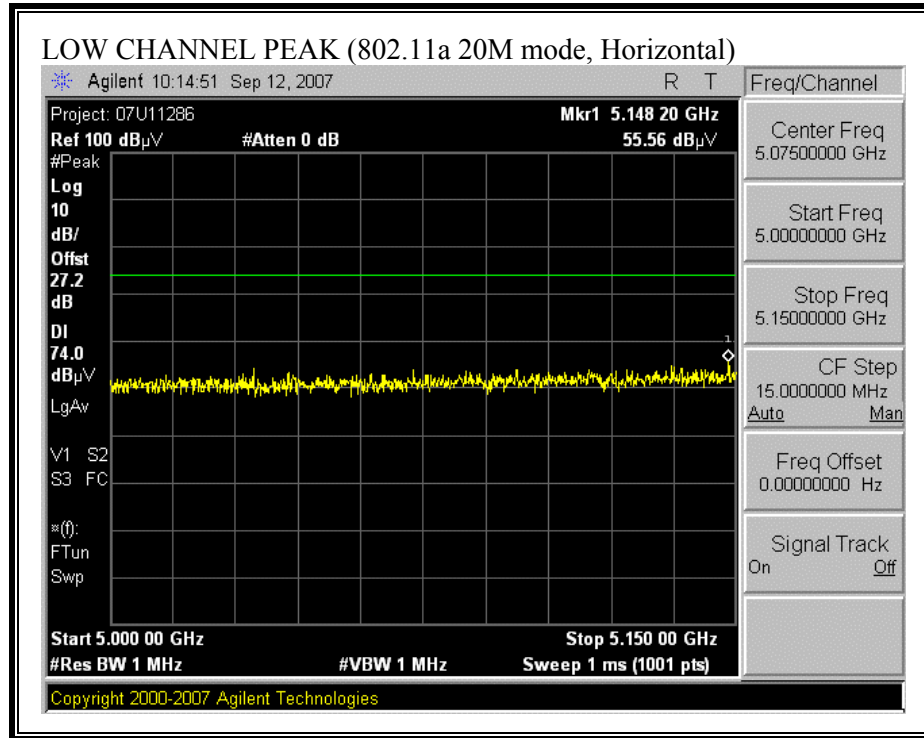 LOW CHANNEL PEAK (802.11a 20M mode, Horizontal)
Agilent 10:14:51 Sep 12, 2007 R T
Freq/Channel
Project: 07U11286 Mkr1 5.148 20 GHz
Ref 100 dBµV #Atten 0 dB 55.56 dBµV
#Peak
Log
10
dB/
Offst
27.2
dB
DI
74.0
dBµV
LgAv
V1 S2
S3 FC
¤(f):
FTun
Swp
1
Start 5.000 00 GHz Stop 5.150 00 GHz
#Res BW 1 MHz #VBW 1 MHz Sweep 1 ms (1001 pts)
Center Freq
5.07500000 GHz
Start Freq
5.00000000 GHz
Stop Freq
5.15000000 GHz
CF Step
15.0000000 MHz
Auto Man
Freq Offset
0.00000000 Hz
Signal Track
On Off
Copyright 2000-2007 Agilent Technologies